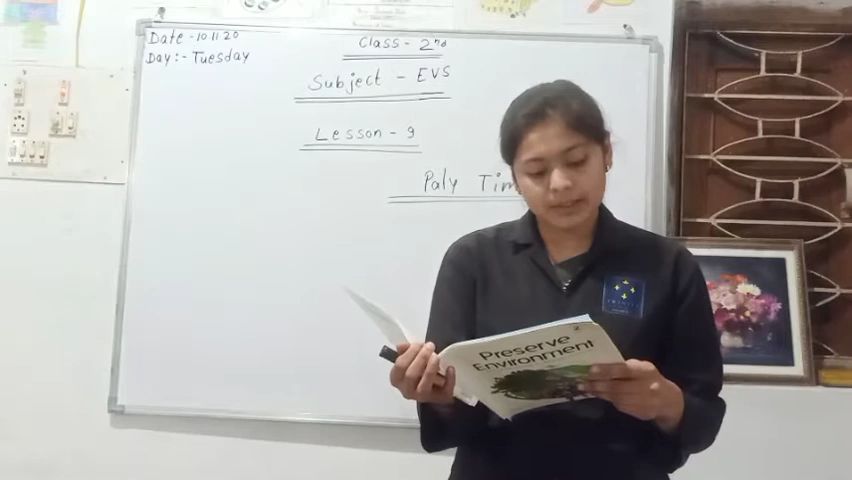 Date - 10.11.20
Day :- Tuesday
Class - 2nd
Subject - EVS
Lesson - 9
Paly Tim
Preserve
Environment